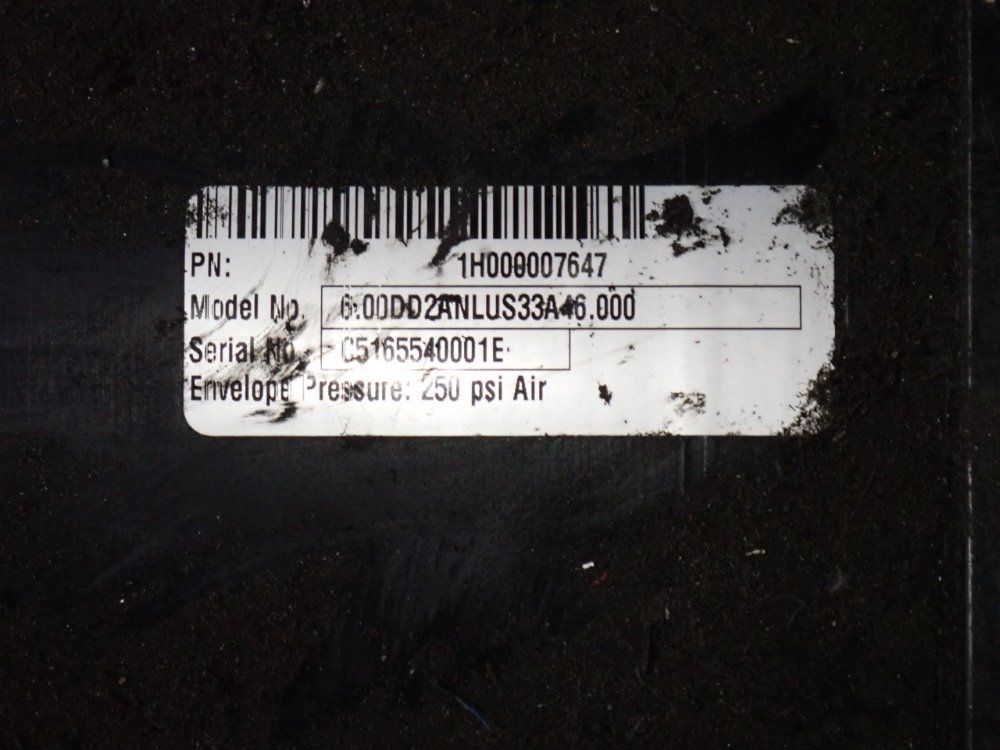 PN: 1H000007647
Model No. 6.00DD2ANLUS33A46.000
Serial No.: C5165540001E
Envelope Pressure: 250 psi Air